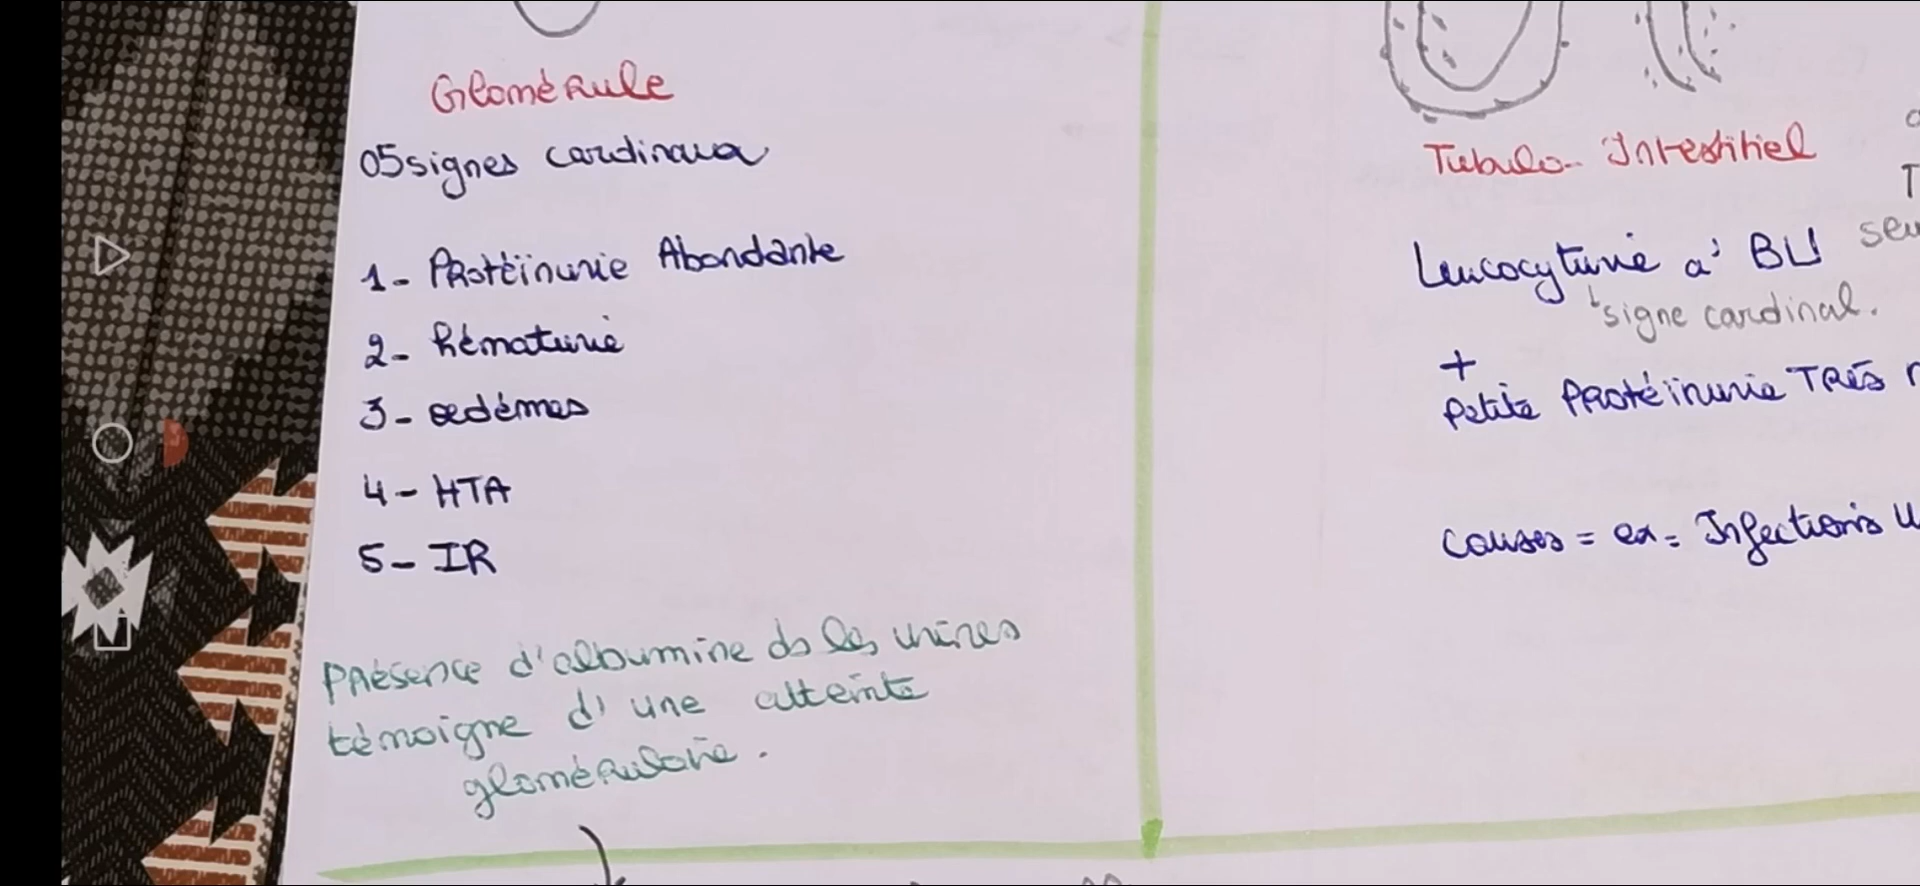 Glomérule
05 signes cardinaux
1- Protéinurie Abondante
2- hématurie
3- œdèmes
4- HTA
5- IR
Présence d'albumine ds les urines
témoigne d'une atteinte
glomérulaire.
Tubulo-Interstitiel
Leucocyturie a' BU
signe cardinal.
+
Petite Protéinurie TRÈS
causes = ex = Infections